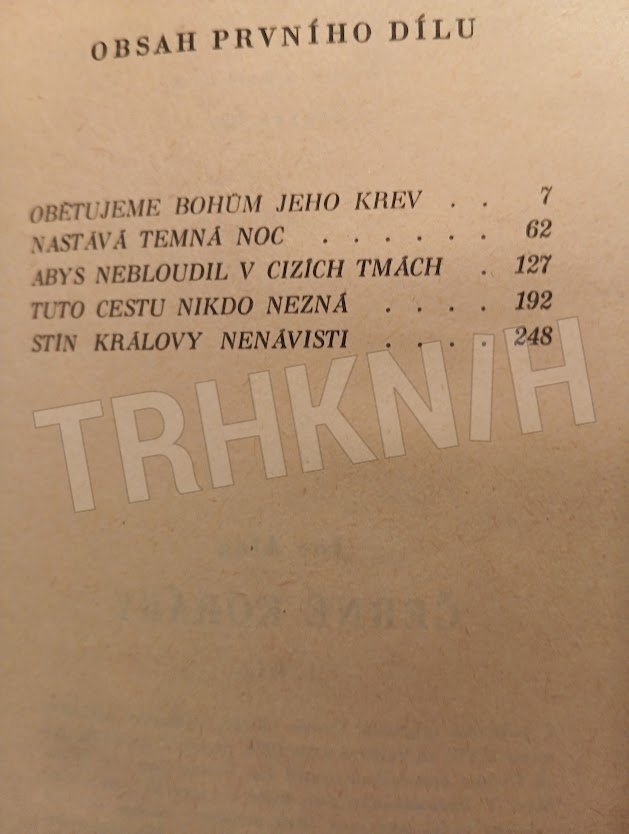 OBSAH PRVNÍHO DÍLU
OBĚTUJEME BOHŮM JEHO KREV . . 7
NASTÁVÁ TEMNÁ NOC . . . . . . 62
ABYS NEBLOUDIL V CIZÍCH TMÁCH . 127
TUTO CESTU NIKDO NEZNÁ . . . . 192
STÍN KRÁLOVY NENÁVISTI . . . . 248
TRHKNIH